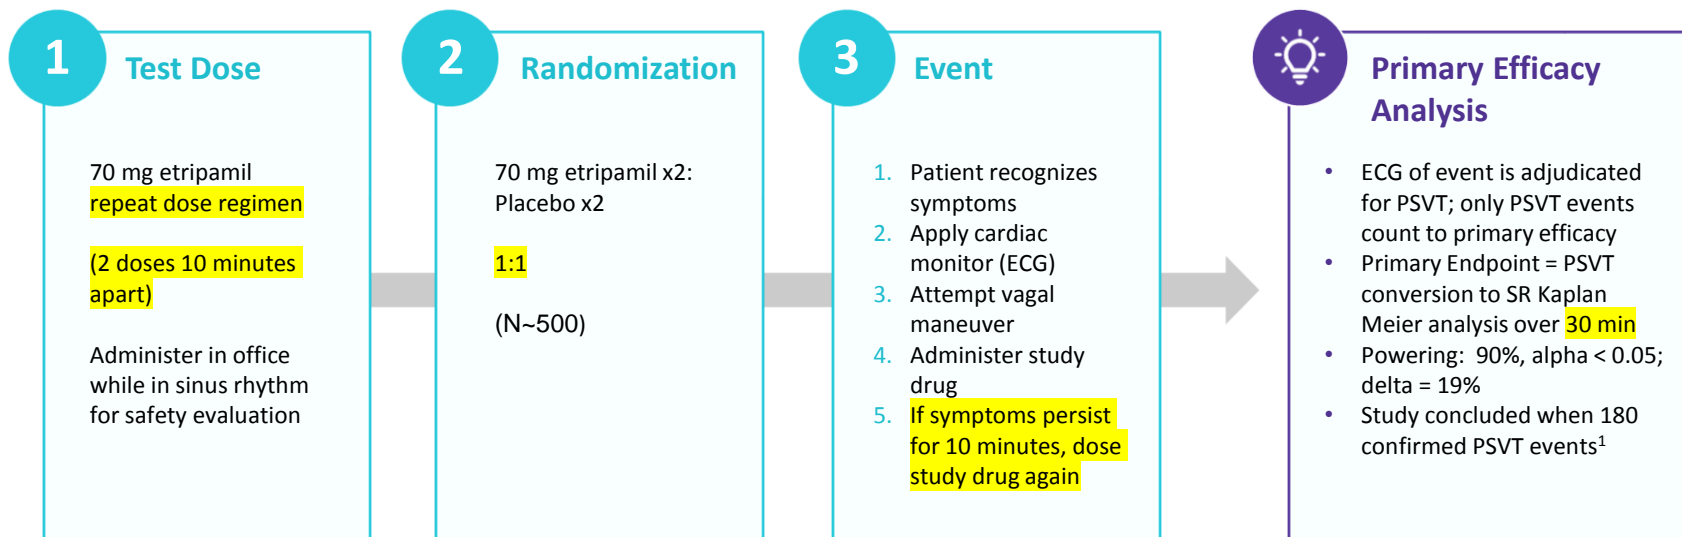 1
Test Dose
70 mg etripamil
repeat dose regimen
(2 doses 10 minutes
apart)
Administer in office
while in sinus rhythm
for safety evaluation
2
Randomization
70 mg etripamil x2:
Placebo x2
1:1
(N~500)
3
Event
1. Patient recognizes
symptoms
2. Apply cardiac
monitor (ECG)
3. Attempt vagal
maneuver
4. Administer study
drug
5. If symptoms persist
for 10 minutes, dose
study drug again
Primary Efficacy
Analysis
• ECG of event is adjudicated
for PSVT; only PSVT events
count to primary efficacy
• Primary Endpoint = PSVT
conversion to SR Kaplan
Meier analysis over 30 min
• Powering: 90%, alpha < 0.05;
delta = 19%
• Study concluded when 180
confirmed PSVT events¹